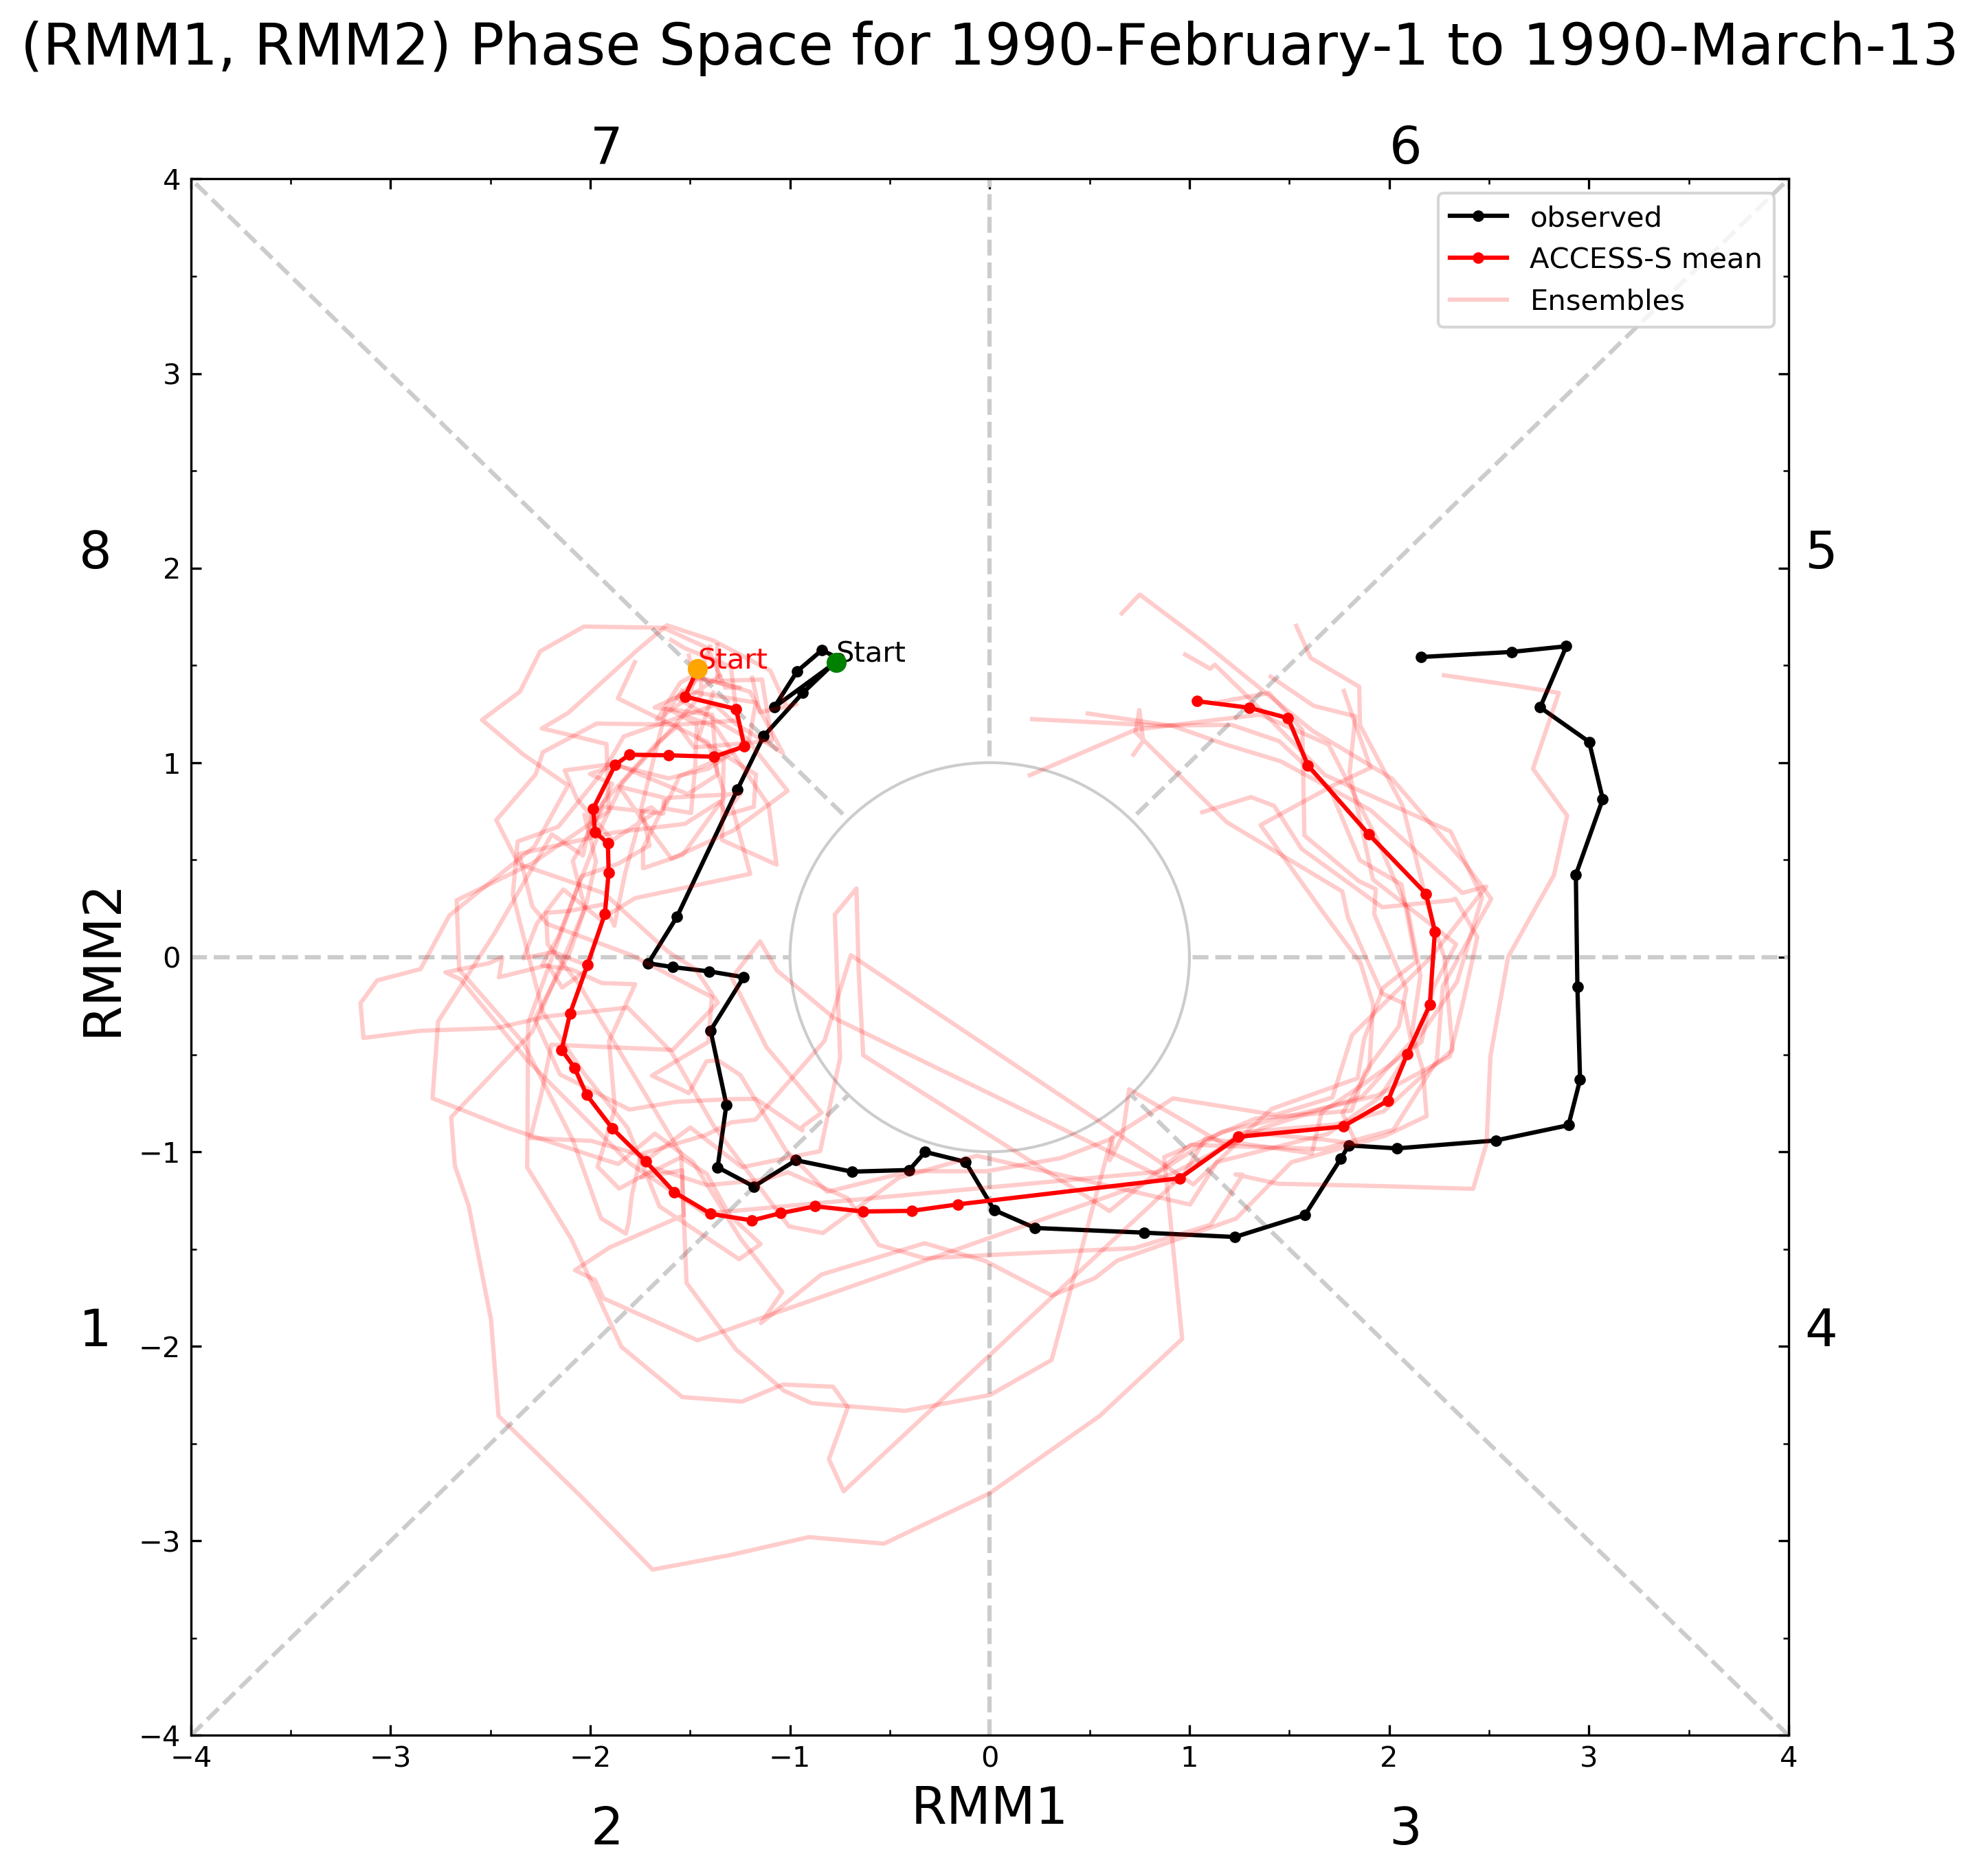 (RMM1, RMM2) Phase Space for 1990-February-1 to 1990-March-13
7 6
4
observed
ACCESS-S mean
Ensembles
3
8 2 5
Start Start
1
RMM2
0
−1
1 −2 4
−3
−4
−4 −3 −2 −1 0 1 2 3 4
RMM1
2 3